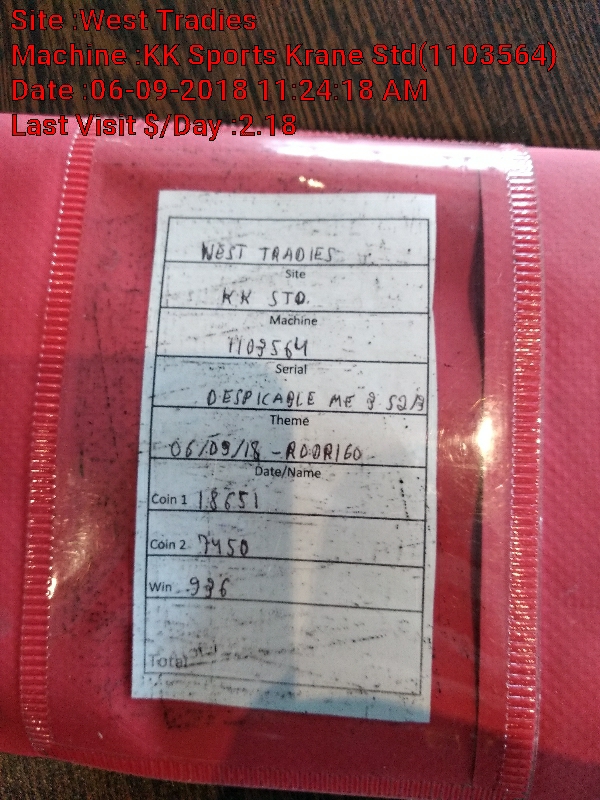 Site :West Tradies
Machine :KK Sports Krane Std(1103564)
Date :06-09-2018 11:24:18 AM
Last Visit $/Day :2.18
WEST TRADIES
Site
KK STD.
Machine
1103564
Serial
DESPICABLE ME 3
Theme
06/09/18 - RODRIGO
Date/Name
Coin 1 18651
Coin 2 7450
Win 936
Total